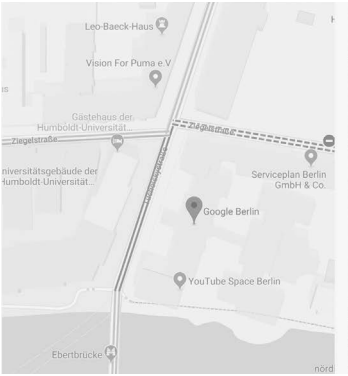 Leo-Baeck-Haus
Vision For Puma e.V
Gästehaus der
Humboldt-Universität...
Ziegelstraße
Ziegelstraße
niversitätsgebäude der
Humboldt-Universität...
Serviceplan Berlin
GmbH & Co.
Google Berlin
YouTube Space Berlin
Ebertbrücke
nörd